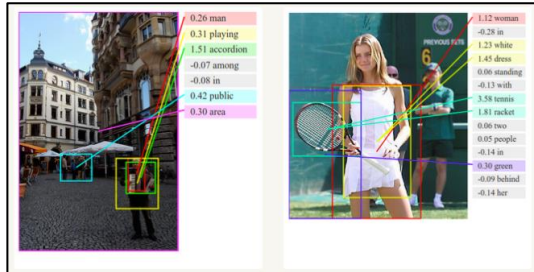 0.26 man
0.31 playing
1.51 accordion
-0.07 among
-0.08 in
0.42 public
0.30 area
PREVIOUS SETS
6
1.12 woman
-0.28 in
1.23 white
1.45 dress
0.06 standing
-0.13 with
3.58 tennis
1.81 racket
0.06 two
0.05 people
-0.14 in
0.30 green
-0.09 behind
-0.14 her